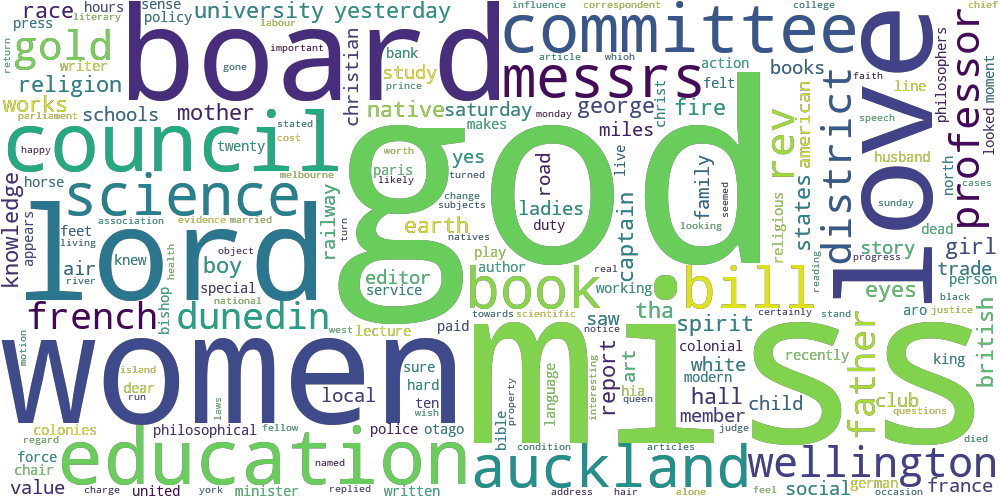 race hours sense policy university yesterday influence correspondent college chief
press literary labour important committee love
return gold writer board christian bank gone article whioh action books faith philosophers
religion study prince messrs felt line looked moment
works parliament schools mother native saturday george christ fire district american professor
council stated cost makes miles rev speech
happy twenty worth monday live husband
knowledge horse science melbourne paris likely turned yes god road family seemed states north cases
appears association evidence married railway change subjects ladies duty captain religious sunday dead
feet living knew object turn earth natives looking progress story girl
air river boy health editor play author real working bill eyes trade person
lord special national service book reading black
french bishop dunedin west towards scientific tha certainly stand aro justice british
motion lecture paid miss saw notice spirit father
women island sure art colonial white recently king
dear run local hard language report hia modern child club
colonies laws ten wish interesting queen hall member questions
regard philosophical fellow police otago bible property judge died
force education named condition articles wellington
chair auckland social german france
value charge united york minister replied written address hair alone feel occasion